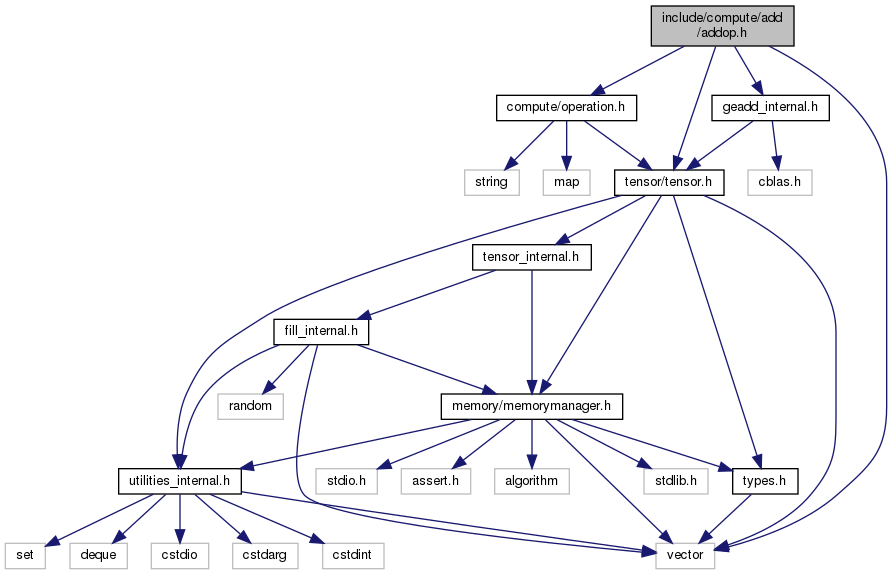 include/compute/add
/addop.h
compute/operation.h
geadd_internal.h
string
map
tensor/tensor.h
cblas.h
tensor_internal.h
fill_internal.h
random
memory/memorymanager.h
utilities_internal.h
stdio.h
assert.h
algorithm
stdlib.h
types.h
set
deque
cstdio
cstdarg
cstdint
vector